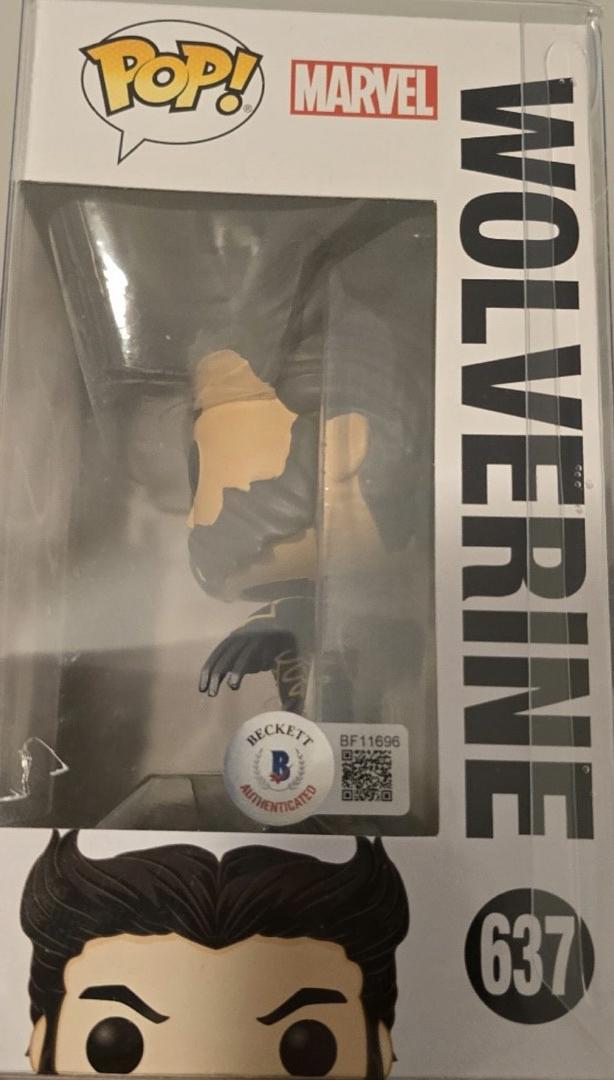 POP!
®
MARVEL
WOLVERINE
BECKETT
B
AUTHENTICATED
BF11696
637